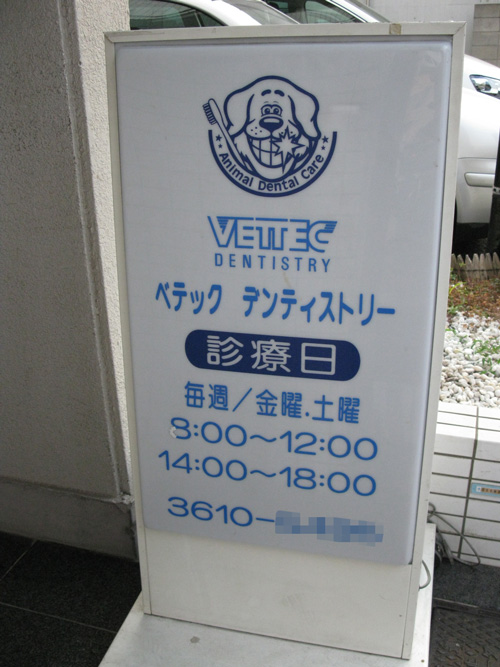 Animal Dental Care
VETTEC
DENTISTRY
ベテック デンティストリー
診療日
毎週/金曜.土曜
8:00～12:00
14:00～18:00
3610-